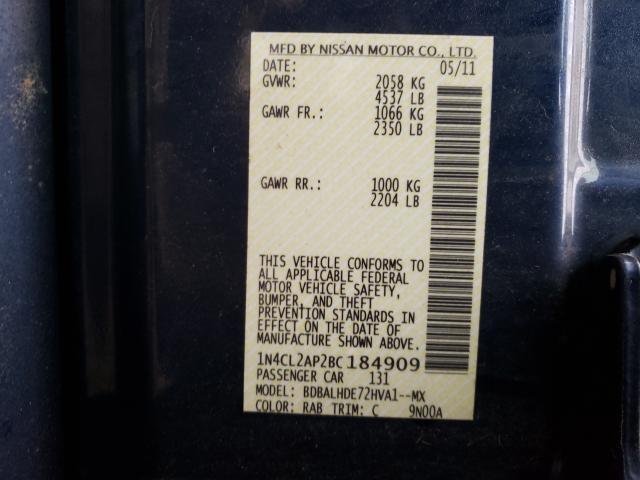 MFD BY NISSAN MOTOR CO., LTD.
DATE: 05/11
GVWR: 2058 KG
4537 LB
GAWR FR.: 1066 KG
2350 LB
GAWR RR.: 1000 KG
2204 LB
THIS VEHICLE CONFORMS TO
ALL APPLICABLE FEDERAL
MOTOR VEHICLE SAFETY,
BUMPER, AND THEFT
PREVENTION STANDARDS IN
EFFECT ON THE DATE OF
MANUFACTURE SHOWN ABOVE.
1N4CL2AP2BC184909
PASSENGER CAR 131
MODEL: BDBALHDE72HVA1--MX
COLOR: RAB TRIM: C 9N00A